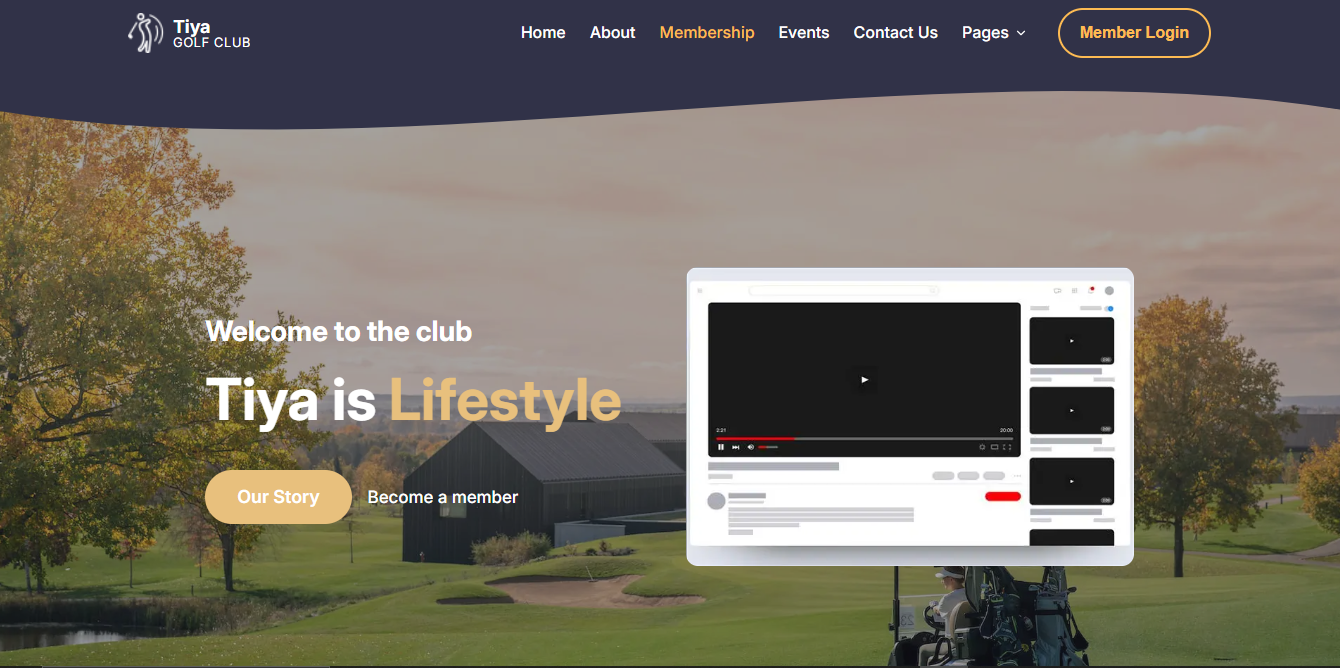 Tiya
GOLF CLUB
Home
About
Membership
Events
Contact Us
Pages
Member Login
Welcome to the club
Tiya is Lifestyle
Our Story
Become a member
2:21
20:00